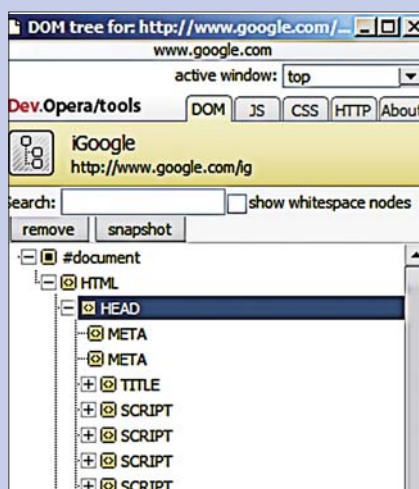 DOM tree for: http://www.google.com/...
www.google.com
active window: top
Dev.Opera/tools DOM JS CSS HTTP About
iGoogle
http://www.google.com/ig
Search: show whitespace nodes
remove snapshot
#document
HTML
HEAD
META
META
TITLE
SCRIPT
SCRIPT
SCRIPT
SCRIPT